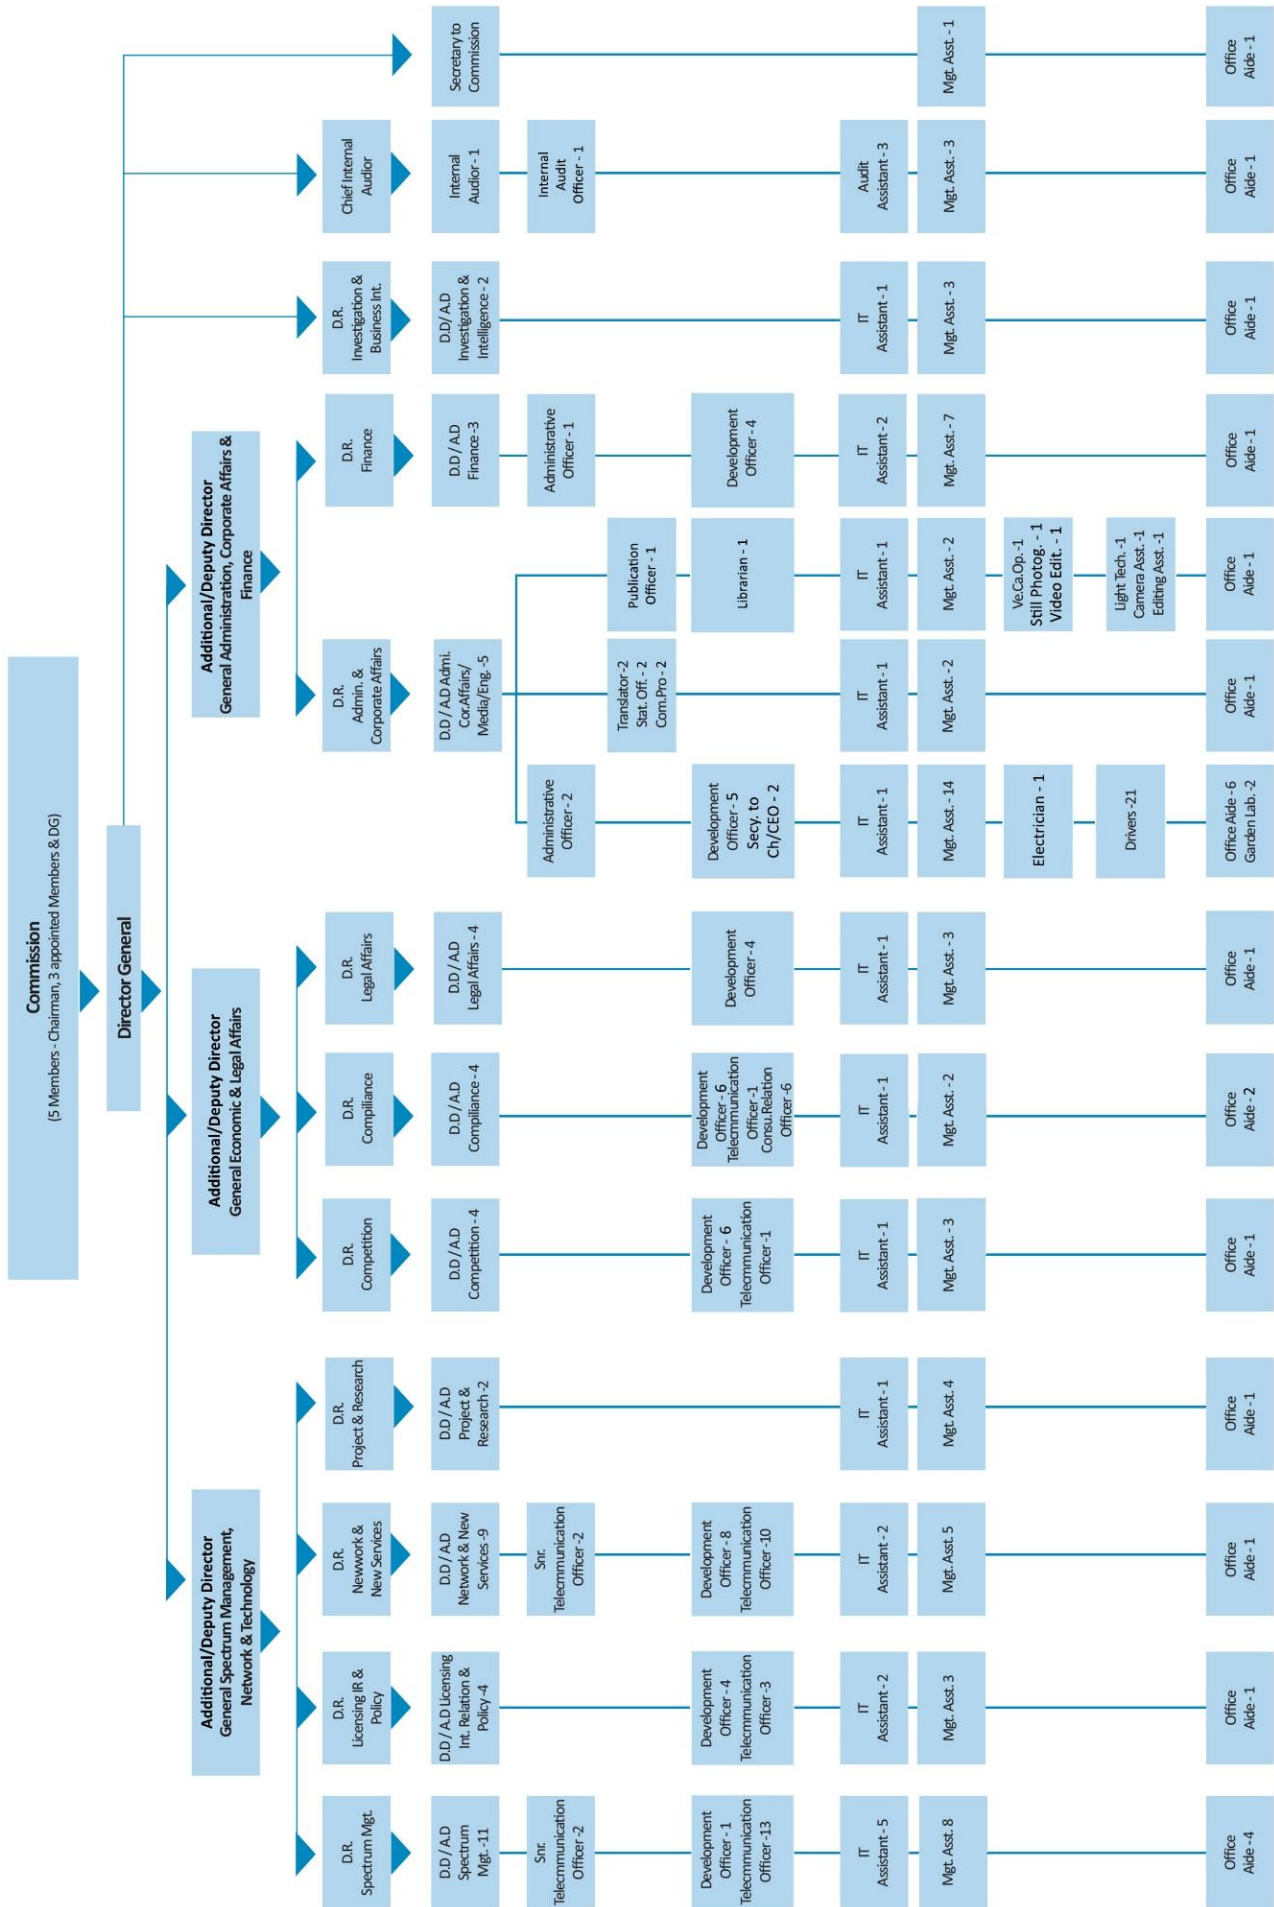 Commission
(5 Members - Chairman, 3 appointed Members & DG)
Director General
Additional/Deputy Director
General Spectrum Management,
Network & Technology
Additional/Deputy Director
General Economic & Legal Affairs
Additional/Deputy Director
General Administration, Corporate Affairs &
Finance
D.R.
Spectrum Mgt.
D.R.
Licensing IR &
Policy
D.R.
Newwork &
New Services
D.R.
Project & Research
D.R.
Competition
D.R.
Compiliance
D.R.
Legal Affairs
D.R.
Admin. &
Corporate Affairs
D.R.
Finance
D.R.
Investigation &
Business Int.
Chief Internal
Audior
D.D / A.D
Spectrum
Mgt. -11
D.D / A.D Licensing
Int. Relation &
Policy -4
D.D / A.D
Network & New
Services -9
D.D / A.D
Project &
Research -2
D.D / A.D
Competition - 4
D.D / A.D
Compiliance - 4
D.D / A.D
Legal Affairs - 4
D.D / A.D Admi.
Cor.Affairs/
Media/Eng. -5
D.D / A.D
Finance -3
D.D/ A.D
Investigation &
Intelligence - 2
Internal
Audior - 1
Secretary to
Commission
Snr.
Telecmmunication
Officer -2
Snr.
Telecmmunication
Officer -2
Administrative
Officer - 2
Administrative
Officer - 1
Internal
Audit
Officer - 1
Translator -2
Stat. Off. - 2
Com.Pro - 2
Publication
Officer - 1
Development
Officer - 1
Telecmmunication
Officer -13
Development
Officer - 4
Telecmmunication
Officer -3
Development
Officer - 8
Telecmmunication
Officer -10
Development
Officer - 6
Telecmmunication
Officer -1
Development
Officer - 6
Telecmmunication
Officer -1
Consu.Relation
Officer -6
Development
Officer - 4
Development
Officer - 5
Secy. to
Ch/CEO - 2
Librarian - 1
Development
Officer - 4
IT
Assistant - 5
IT
Assistant - 2
IT
Assistant - 2
IT
Assistant - 1
IT
Assistant - 1
IT
Assistant - 1
IT
Assistant - 1
IT
Assistant - 1
IT
Assistant - 1
IT
Assistant - 1
IT
Assistant - 2
IT
Assistant - 1
Audit
Assistant - 3
Mgt. Asst. 8
Mgt. Asst. 3
Mgt. Asst. 5
Mgt. Asst. 4
Mgt. Asst. - 3
Mgt. Asst. - 2
Mgt. Asst. - 3
Mgt. Asst. - 14
Mgt. Asst. - 2
Mgt. Asst. - 2
Mgt. Asst. - 7
Mgt. Asst. - 3
Mgt. Asst. - 3
Mgt. Asst. - 1
Electrician - 1
Ve.Ca.Op. -1
Still Photog. - 1
Video Edit. - 1
Drivers -21
Light Tech. -1
Camera Asst. -1
Editing Asst. -1
Office
Aide - 4
Office
Aide - 1
Office
Aide - 1
Office
Aide - 1
Office
Aide - 1
Office
Aide - 2
Office
Aide - 1
Office Aide - 6
Garden Lab. -2
Office
Aide - 1
Office
Aide - 1
Office
Aide - 1
Office
Aide - 1
Office
Aide - 1
Office
Aide - 1